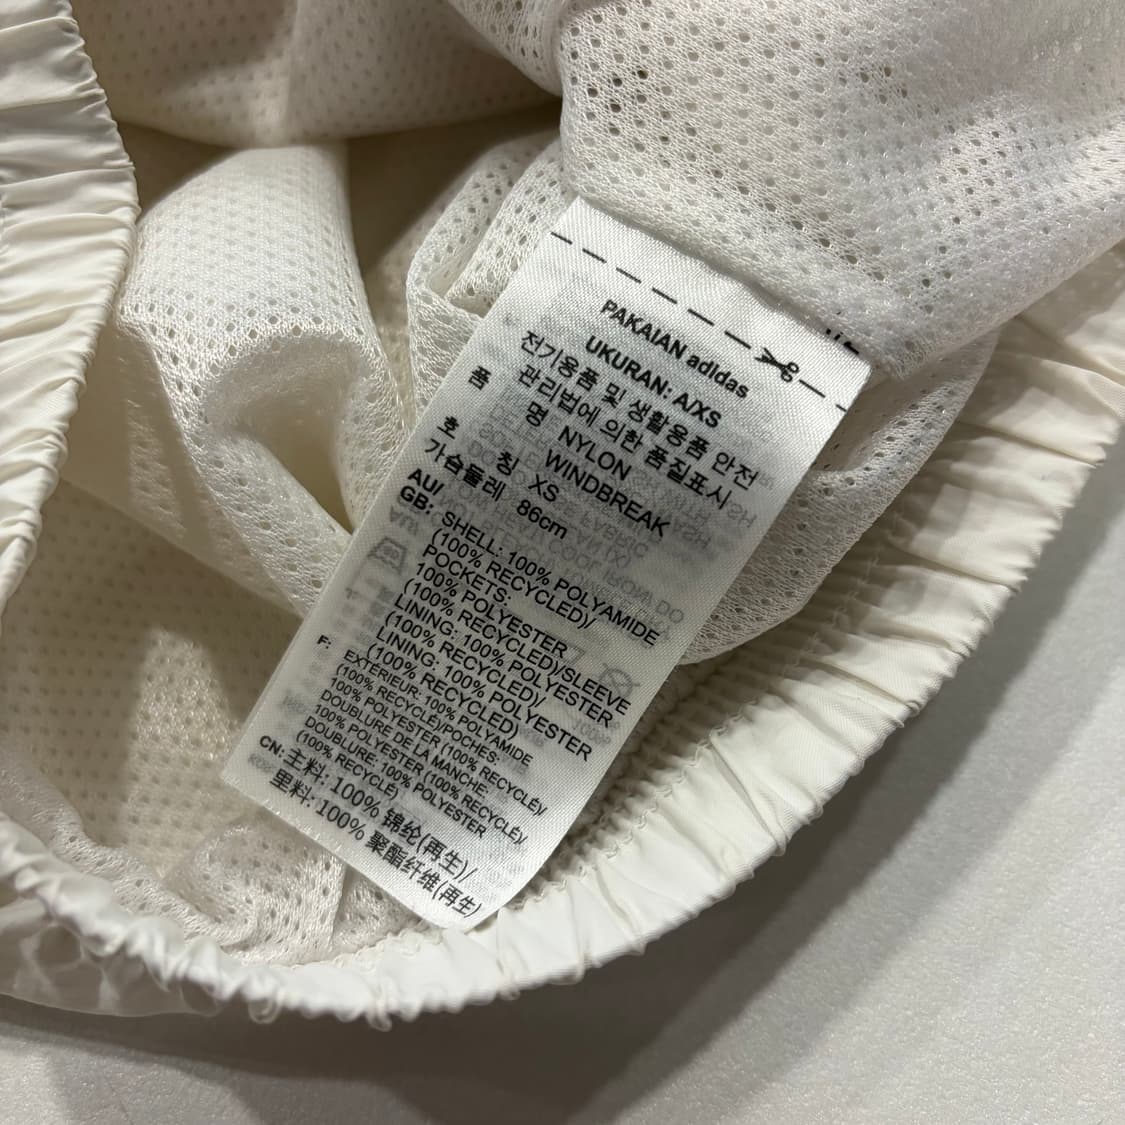 PAKAIAN adidas
UKURAN: A/XS
전기용품 및 생활용품 안전
관리법에 의한 품질표시
품 명 NYLON
WINDBREAK
호 칭 XS
가슴둘레 86cm
AU/
GB: SHELL: 100% POLYAMIDE
(100% RECYCLED)/
POCKETS:
100% POLYESTER
(100% RECYCLED)/SLEEVE
LINING: 100% POLYESTER
(100% RECYCLED)/
LINING: 100% POLYESTER
(100% RECYCLED)
F: EXTÉRIEUR: 100% POLYAMIDE
(100% RECYCLÉ)/POCHES:
100% POLYESTER (100% RECYCLÉ)/
DOUBLURE DE LA MANCHE:
100% POLYESTER (100% RECYCLÉ)/
DOUBLURE: 100% POLYESTER
(100% RECYCLÉ)
CN: 主料: 100% 锦纶(再生)/
里料: 100% 聚酯纤维(再生)